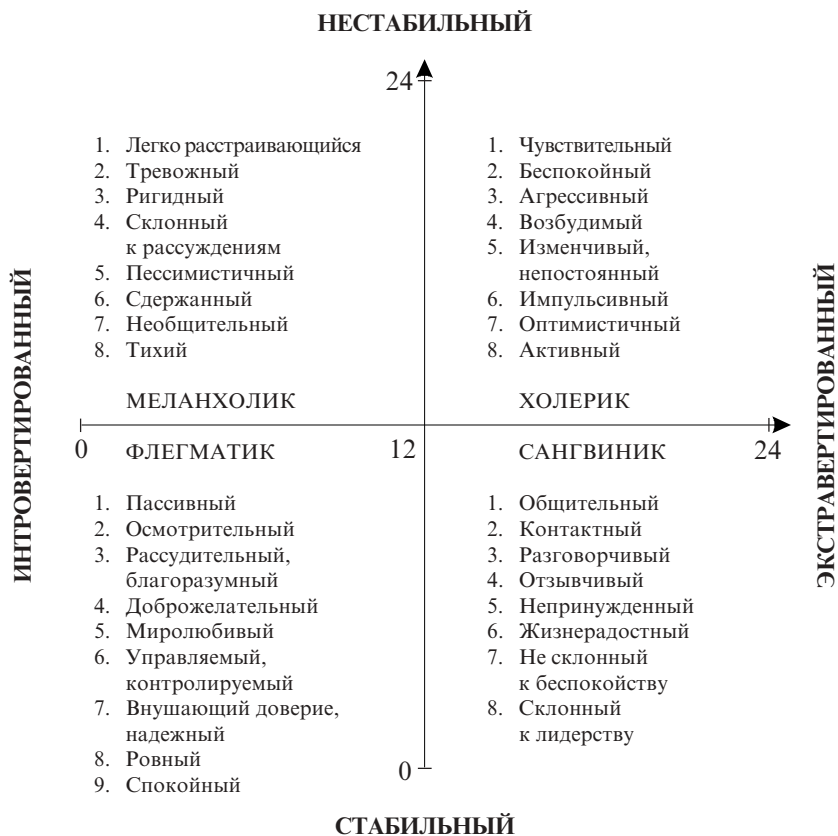 НЕСТАБИЛЬНЫЙ
24
1. Легко расстраивающийся
2. Тревожный
3. Ригидный
4. Склонный
к рассуждениям
5. Пессимистичный
6. Сдержанный
7. Необщительный
8. Тихий
МЕЛАНХОЛИК
1. Чувствительный
2. Беспокойный
3. Агрессивный
4. Возбудимый
5. Изменчивый,
непостоянный
6. Импульсивный
7. Оптимистичный
8. Активный
ХОЛЕРИК
ИНТРОВЕРТИРОВАННЫЙ
ЭКСТРАВЕРТИРОВАННЫЙ
0
12
24
ФЛЕГМАТИК
1. Пассивный
2. Осмотрительный
3. Рассудительный,
благоразумный
4. Доброжелательный
5. Миролюбивый
6. Управляемый,
контролируемый
7. Внушающий доверие,
надежный
8. Ровный
9. Спокойный
САНГВИНИК
1. Общительный
2. Контактный
3. Разговорчивый
4. Отзывчивый
5. Непринужденный
6. Жизнерадостный
7. Не склонный
к беспокойству
8. Склонный
к лидерству
0
СТАБИЛЬНЫЙ